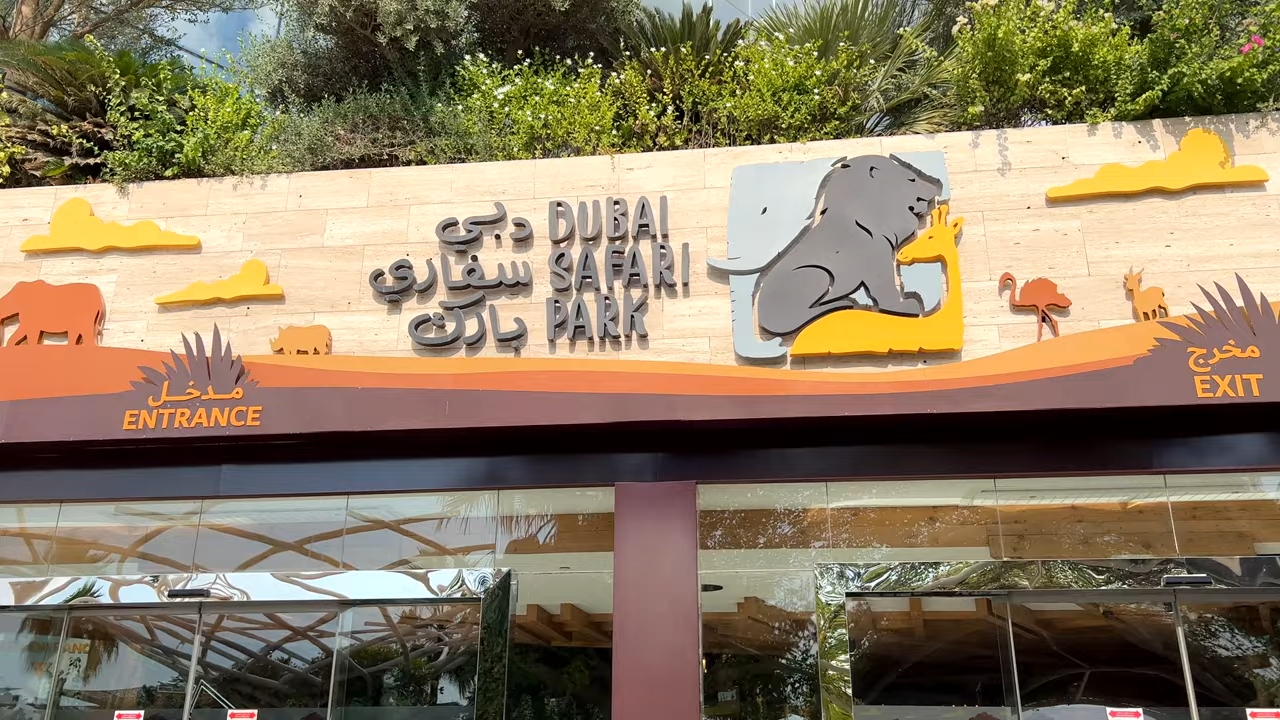 دبي
سفاري
بارك
DUBAI
SAFARI
PARK
مدخل
ENTRANCE
مخرج
EXIT